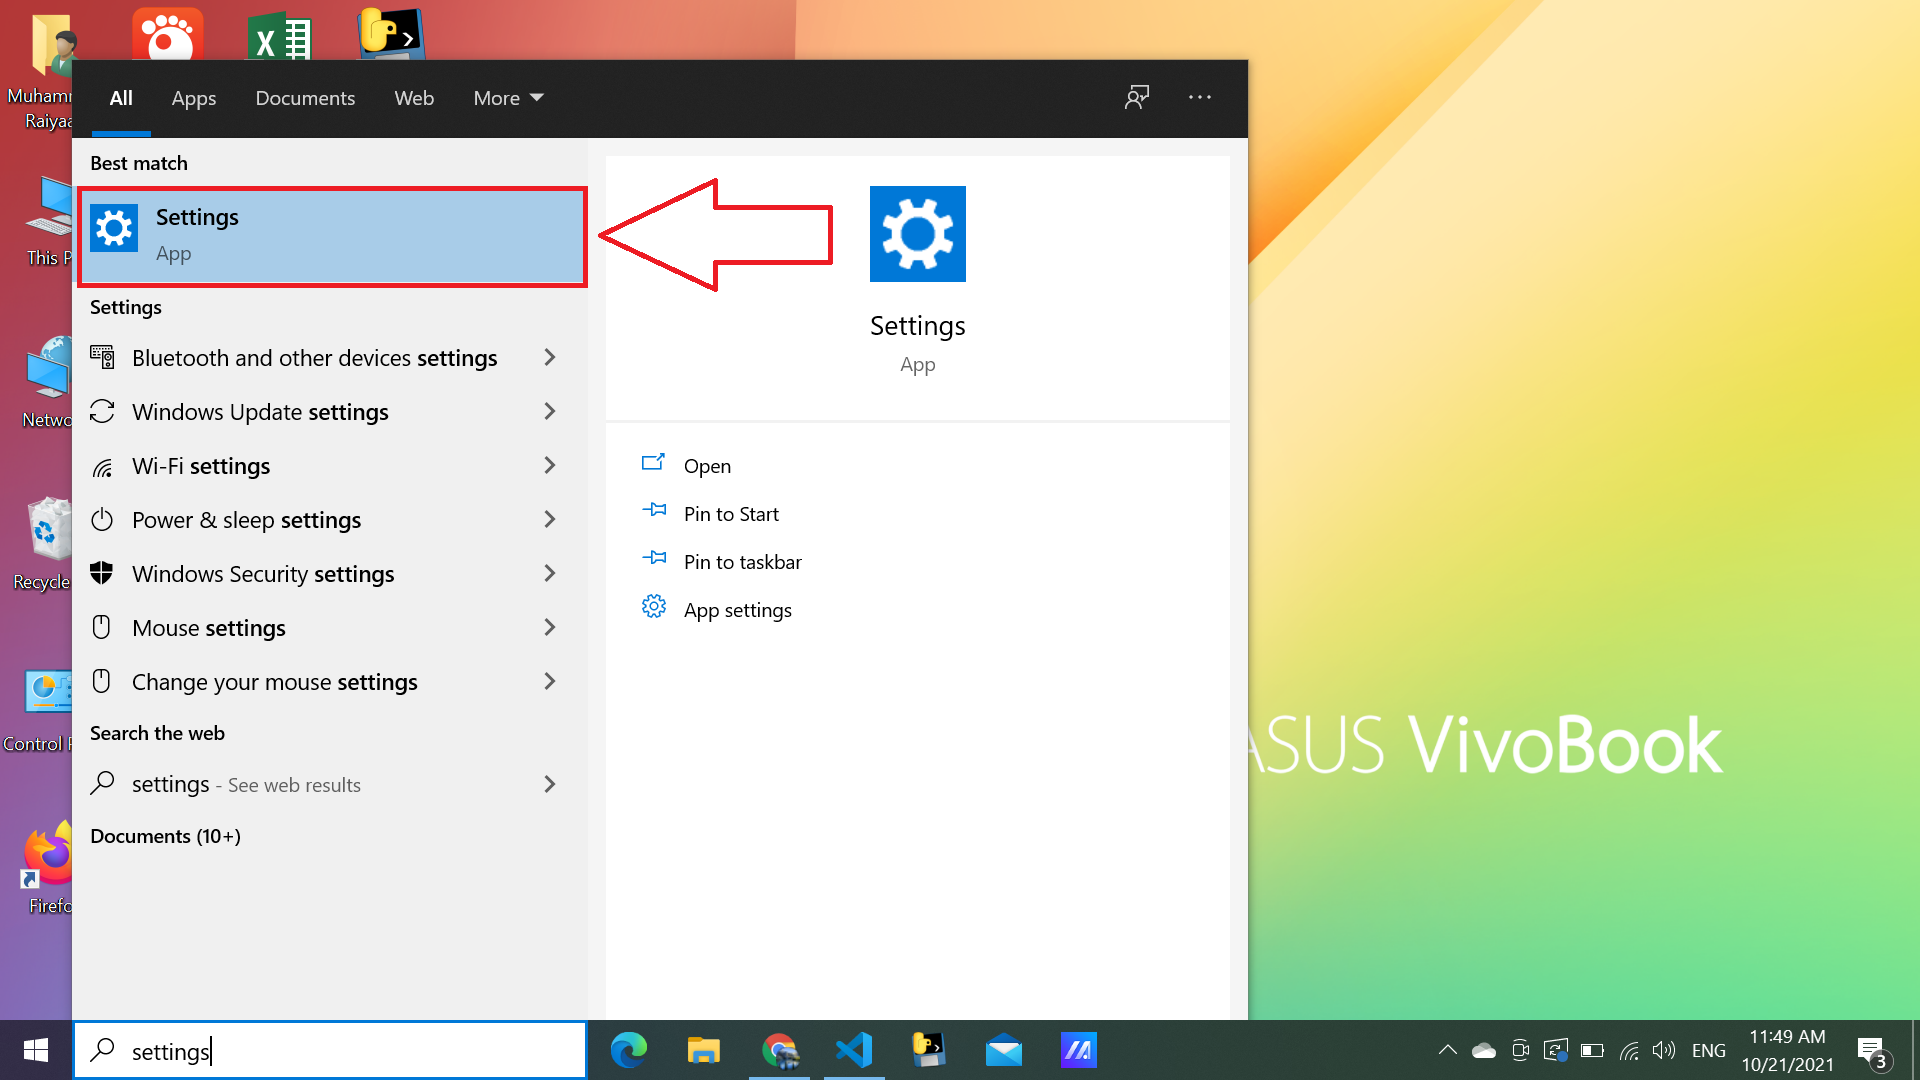 Muhamm
Raiyaa
This P
Netwo
Recycle
Control P
Firefo
All Apps Documents Web More
Best match
Settings
App
Settings
Bluetooth and other devices settings
Windows Update settings
Wi-Fi settings
Power & sleep settings
Windows Security settings
Mouse settings
Change your mouse settings
Search the web
settings - See web results
Documents (10+)
Settings
App
Open
Pin to Start
Pin to taskbar
App settings
ASUS VivoBook
settings
ENG
11:49 AM
10/21/2021
3